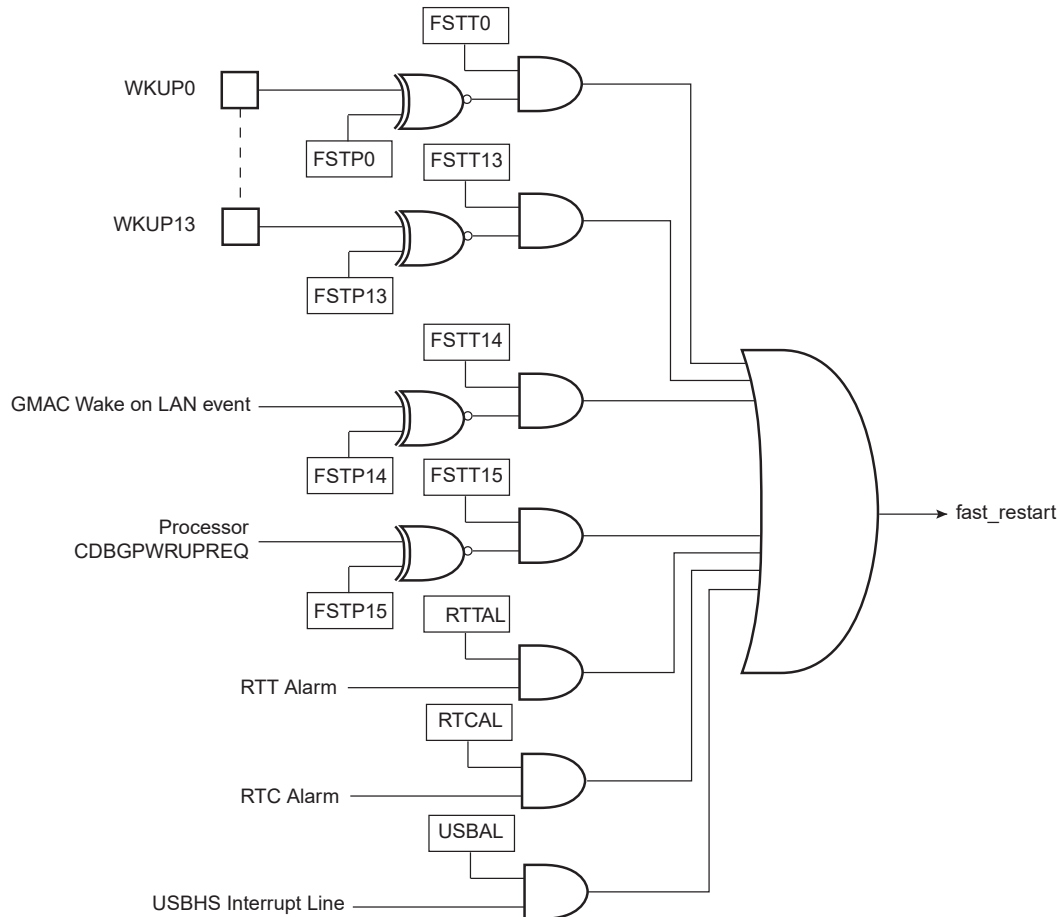 FSTT0
WKUP0
FSTP0
FSTT13
WKUP13
FSTP13
FSTT14
GMAC Wake on LAN event
FSTP14
FSTT15
Processor
CDBGPWRUPREQ
fast_restart
FSTP15
RTTAL
RTT Alarm
RTCAL
RTC Alarm
USBAL
USBHS Interrupt Line